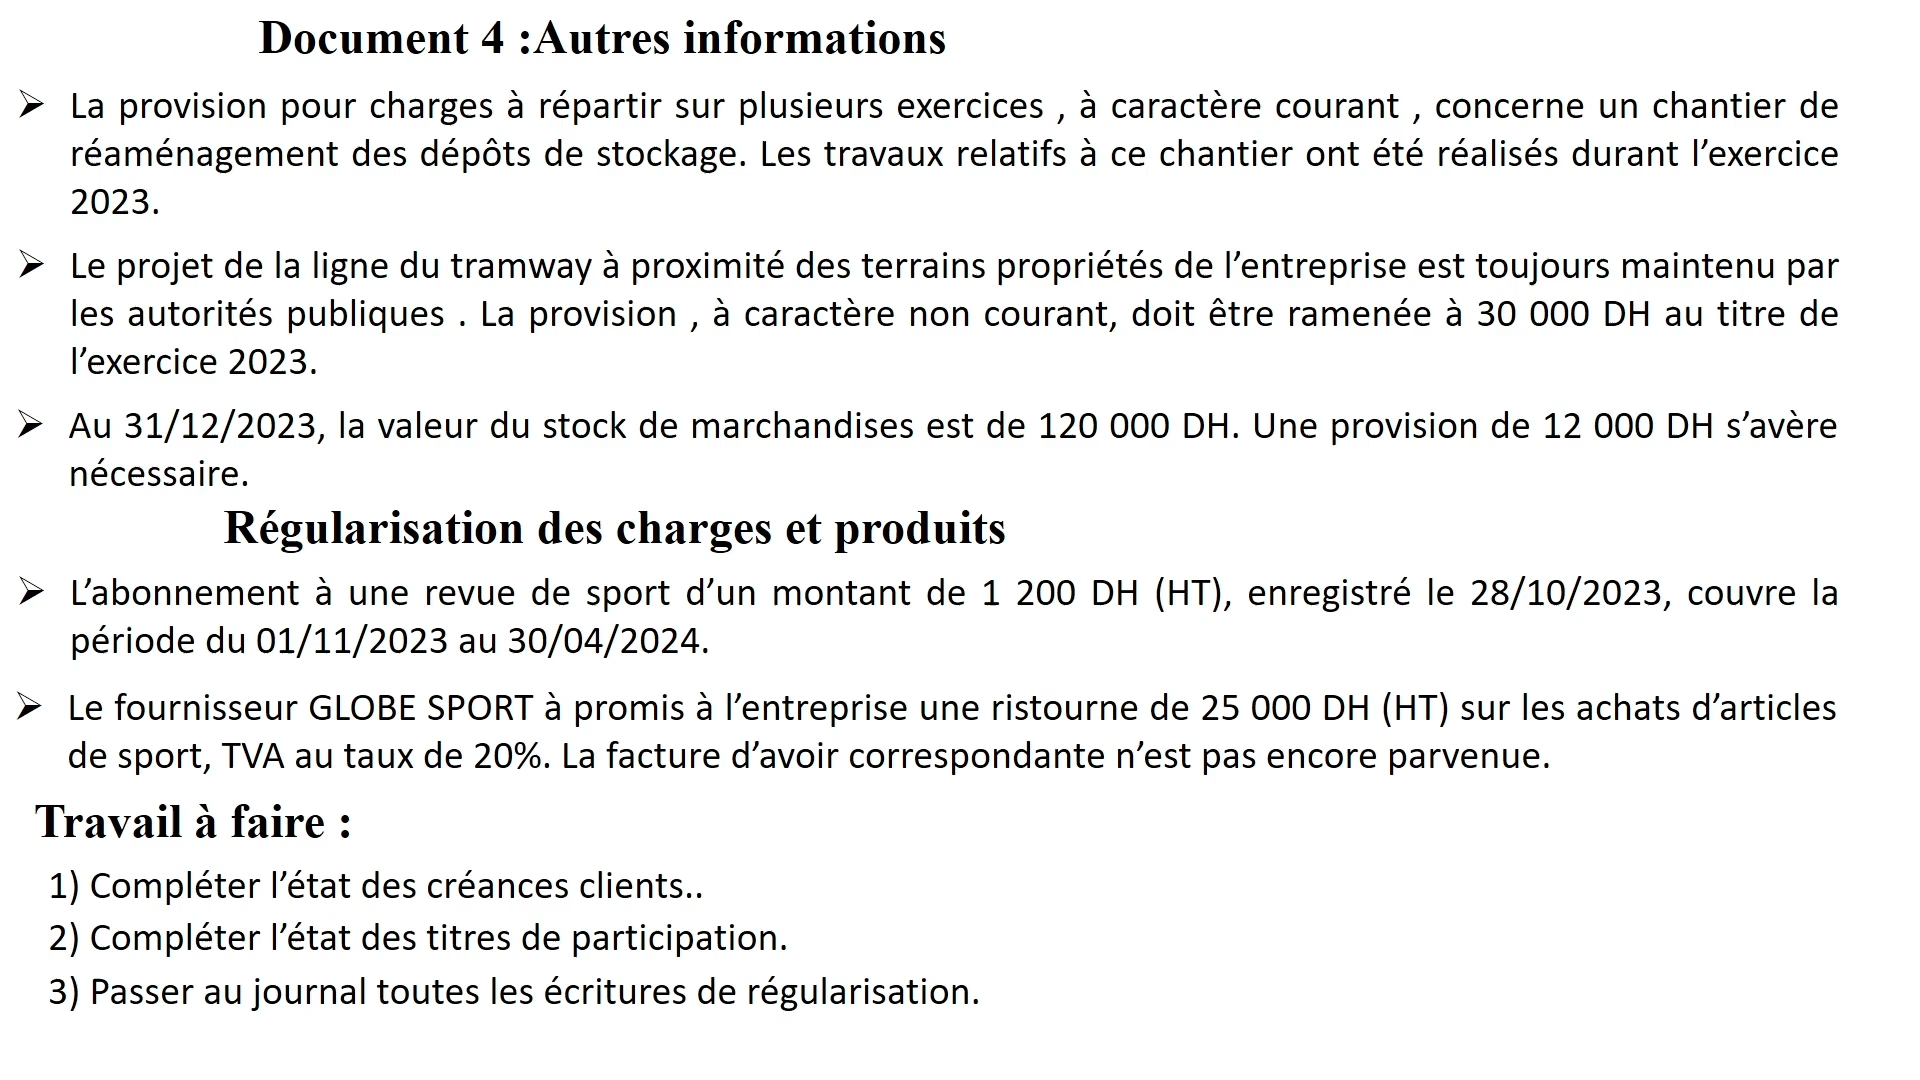 Document 4 :Autres informations
➢ La provision pour charges à répartir sur plusieurs exercices , à caractère courant , concerne un chantier de
réaménagement des dépôts de stockage. Les travaux relatifs à ce chantier ont été réalisés durant l’exercice
2023.
➢ Le projet de la ligne du tramway à proximité des terrains propriétés de l’entreprise est toujours maintenu par
les autorités publiques . La provision , à caractère non courant, doit être ramenée à 30 000 DH au titre de
l’exercice 2023.
➢ Au 31/12/2023, la valeur du stock de marchandises est de 120 000 DH. Une provision de 12 000 DH s’avère
nécessaire.
Régularisation des charges et produits
➢ L’abonnement à une revue de sport d’un montant de 1 200 DH (HT), enregistré le 28/10/2023, couvre la
période du 01/11/2023 au 30/04/2024.
➢ Le fournisseur GLOBE SPORT à promis à l’entreprise une ristourne de 25 000 DH (HT) sur les achats d’articles
de sport, TVA au taux de 20%. La facture d’avoir correspondante n’est pas encore parvenue.
Travail à faire :
1) Compléter l’état des créances clients..
2) Compléter l’état des titres de participation.
3) Passer au journal toutes les écritures de régularisation.